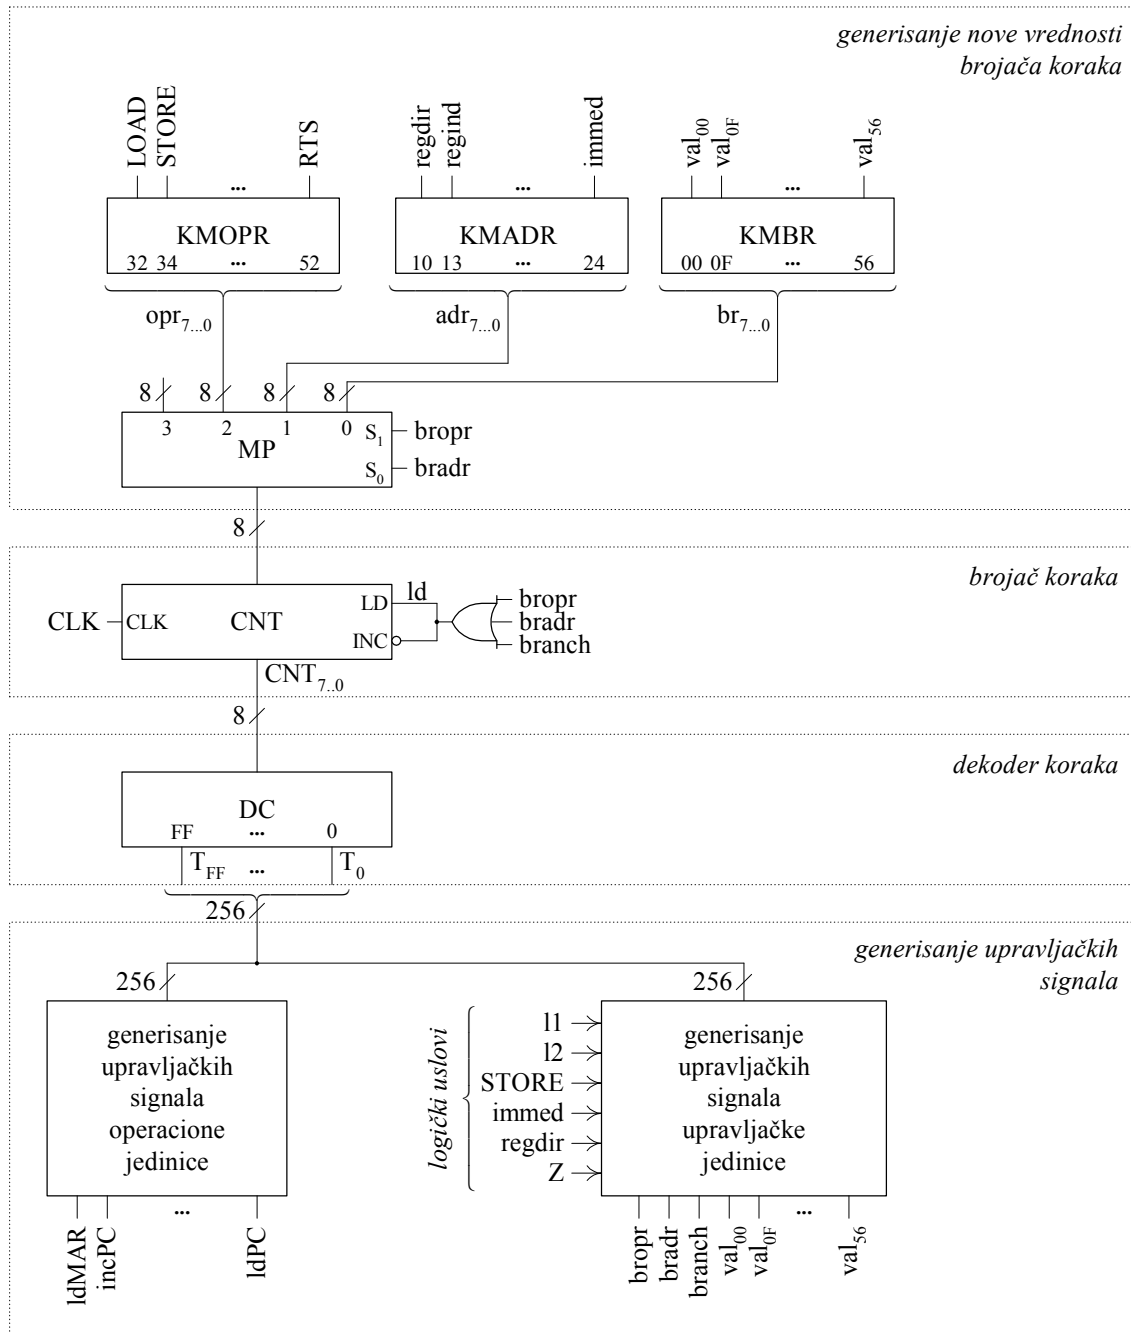 generisanje nove vrednosti
brojača koraka
LOAD
STORE
...
RTS
regdir
regind
...
immed
val00
val0F
...
val56
KMOPR
32 34 ... 52
KMADR
10 13 ... 24
KMBR
00 0F ... 56
opr7...0
adr7...0
br7...0
8 8 8 8
3 2 1 0
MP
S1 bropr
S0 bradr
8
brojač koraka
CLK
CLK
CNT
LD
INC
ld
bropr
bradr
branch
CNT7..0
8
dekoder koraka
DC
FF ... 0
TFF ... T0
256
generisanje upravljačkih
signala
256
generisanje
upravljačkih
signala
operacione
jedinice
ldMAR
incPC
...
ldPC
256
logički uslovi
l1
l2
STORE
immed
regdir
Z
generisanje
upravljačkih
signala
upravljačke
jedinice
bropr
bradr
branch
val00
val0F
...
val56